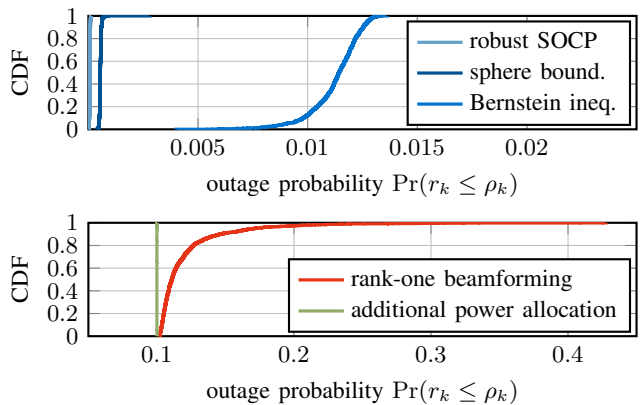 1
0.8
0.6
0.4
0.2
0
CDF
robust SOCP
sphere bound.
Bernstein ineq.
0.005 0.01 0.015 0.02
outage probability Pr(r_k ≤ ρ_k)
1
0.8
0.6
0.4
0.2
0
CDF
rank-one beamforming
additional power allocation
0.1 0.2 0.3 0.4
outage probability Pr(r_k ≤ ρ_k)